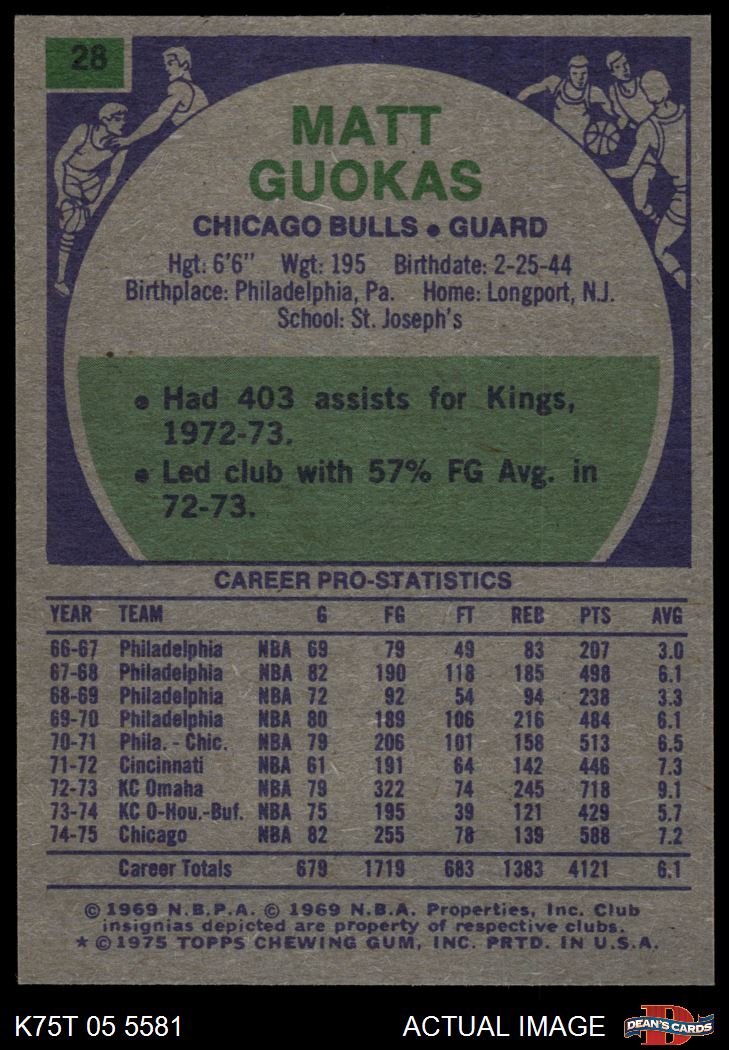 28
MATT
GUOKAS
CHICAGO BULLS • GUARD
Hgt: 6'6" Wgt: 195 Birthdate: 2-25-44
Birthplace: Philadelphia, Pa. Home: Longport, N.J.
School: St. Joseph's
• Had 403 assists for Kings,
1972-73.
• Led club with 57% FG Avg. in
72-73.
CAREER PRO-STATISTICS
YEAR TEAM G FG FT REB PTS AVG
66-67 Philadelphia NBA 69 79 49 83 207 3.0
67-68 Philadelphia NBA 82 190 118 185 498 6.1
68-69 Philadelphia NBA 72 92 54 94 238 3.3
69-70 Philadelphia NBA 80 189 106 216 484 6.1
70-71 Phila. - Chic. NBA 79 206 101 158 513 6.5
71-72 Cincinnati NBA 61 191 64 142 446 7.3
72-73 KC Omaha NBA 79 322 74 245 718 9.1
73-74 KC O-Hou.-Buf. NBA 75 195 39 121 429 5.7
74-75 Chicago NBA 82 255 78 139 588 7.2
Career Totals 679 1719 683 1383 4121 6.1
© 1969 N.B.P.A. © 1969 N.B.A. Properties, Inc. Club
insignias depicted are property of respective clubs.
★ © 1975 TOPPS CHEWING GUM, INC. PRTD. IN U.S.A.
K75T 05 5581 ACTUAL IMAGE
D
DEAN'S CARDS